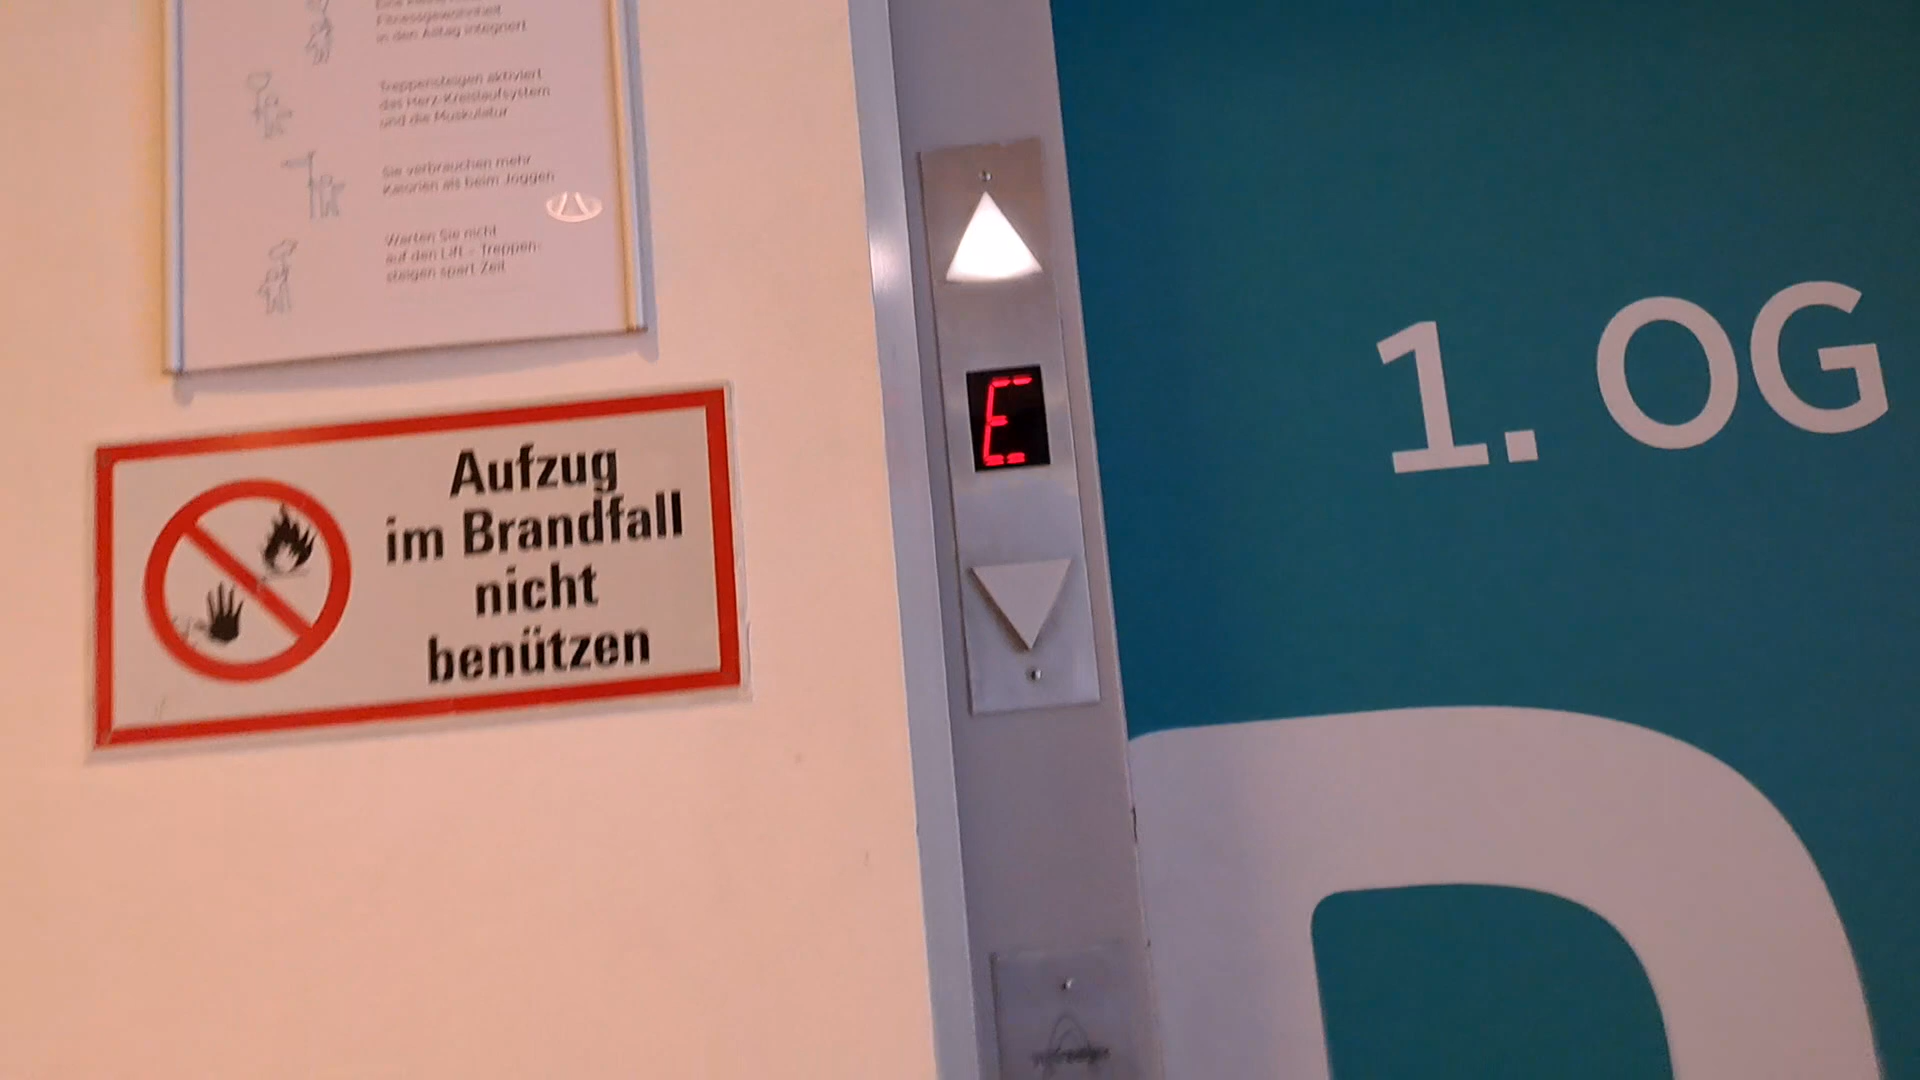 Fitnessgewohnheit
in den Alltag integriert
Treppensteigen aktiviert
das Herz-Kreislaufsystem
und die Muskulatur
Sie verbrauchen mehr
Kalorien als beim Joggen
Warten Sie nicht
auf den Lift - Treppen-
steigen spart Zeit
Aufzug
im Brandfall
nicht
benützen
E
1. OG